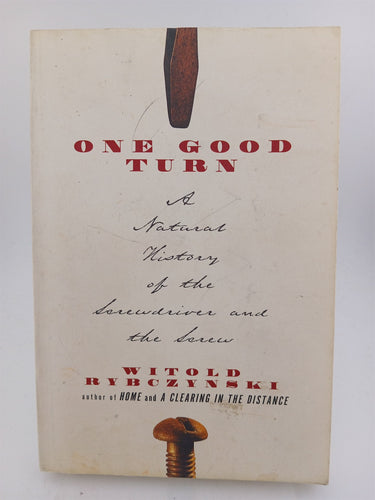 ONE GOOD
TURN
A
Natural
History
of the
Screwdriver and
the Screw
WITOLD
RYBCZYNSKI
author of HOME and A CLEARING IN THE DISTANCE